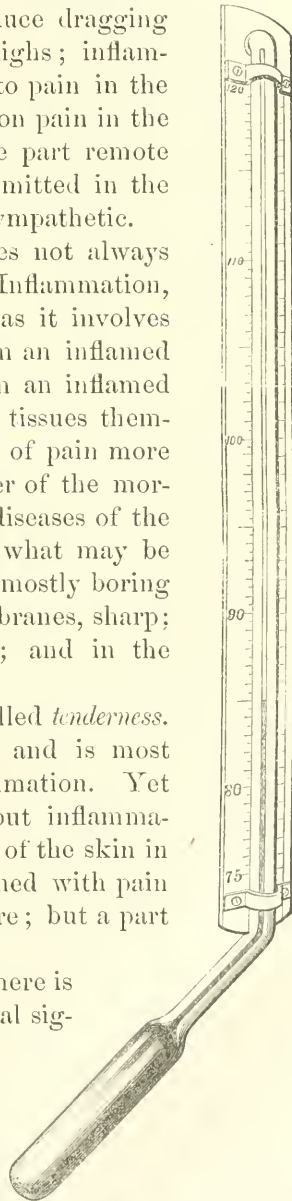 uce dragging
ighs; inflam-
to pain in the
on pain in the
e part remote
mitted in the
ympathetic.
es not always
Inflammation,
as it involves
n an inflamed
n an inflamed
tissues them-
of pain more
er of the mor-
diseases of the
what may be
mostly boring
branes, sharp;
; and in the
lled tenderness.
and is most
mation. Yet
out inflamma-
of the skin in
ned with pain
re; but a part
here is
al sig-
120
110
100
90
80
75